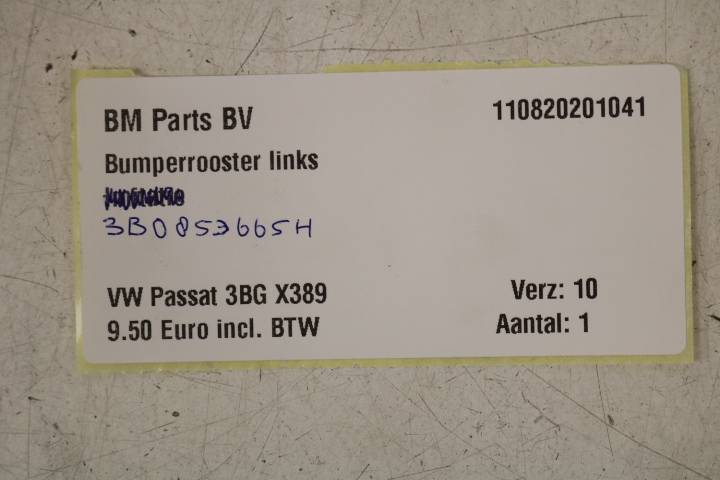 BM Parts BV
110820201041
Bumperrooster links
3B0853665H
VW Passat 3BG X389
Verz: 10
9.50 Euro incl. BTW
Aantal: 1